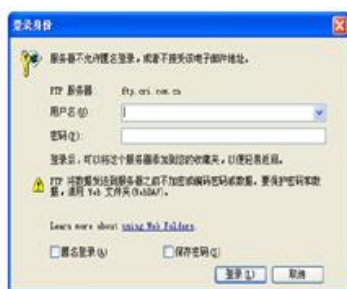 登录身份
服务器不允许匿名登录，或者不接受该电子邮件地址。
FTP 服务器 ftp.ori.com.cn
用户名(U):
密码(P):
登录后，可以将这个服务器添加到您的收藏夹，以便轻易返回。
FTP 将数据发送到服务器之前不加密或编码密码或数据。要保护密码和数
据，请用 Web 文件夹(WebDAV)。
Learn more about using Web Folders.
匿名登录(A) 保存密码(S)
登录(L) 取消